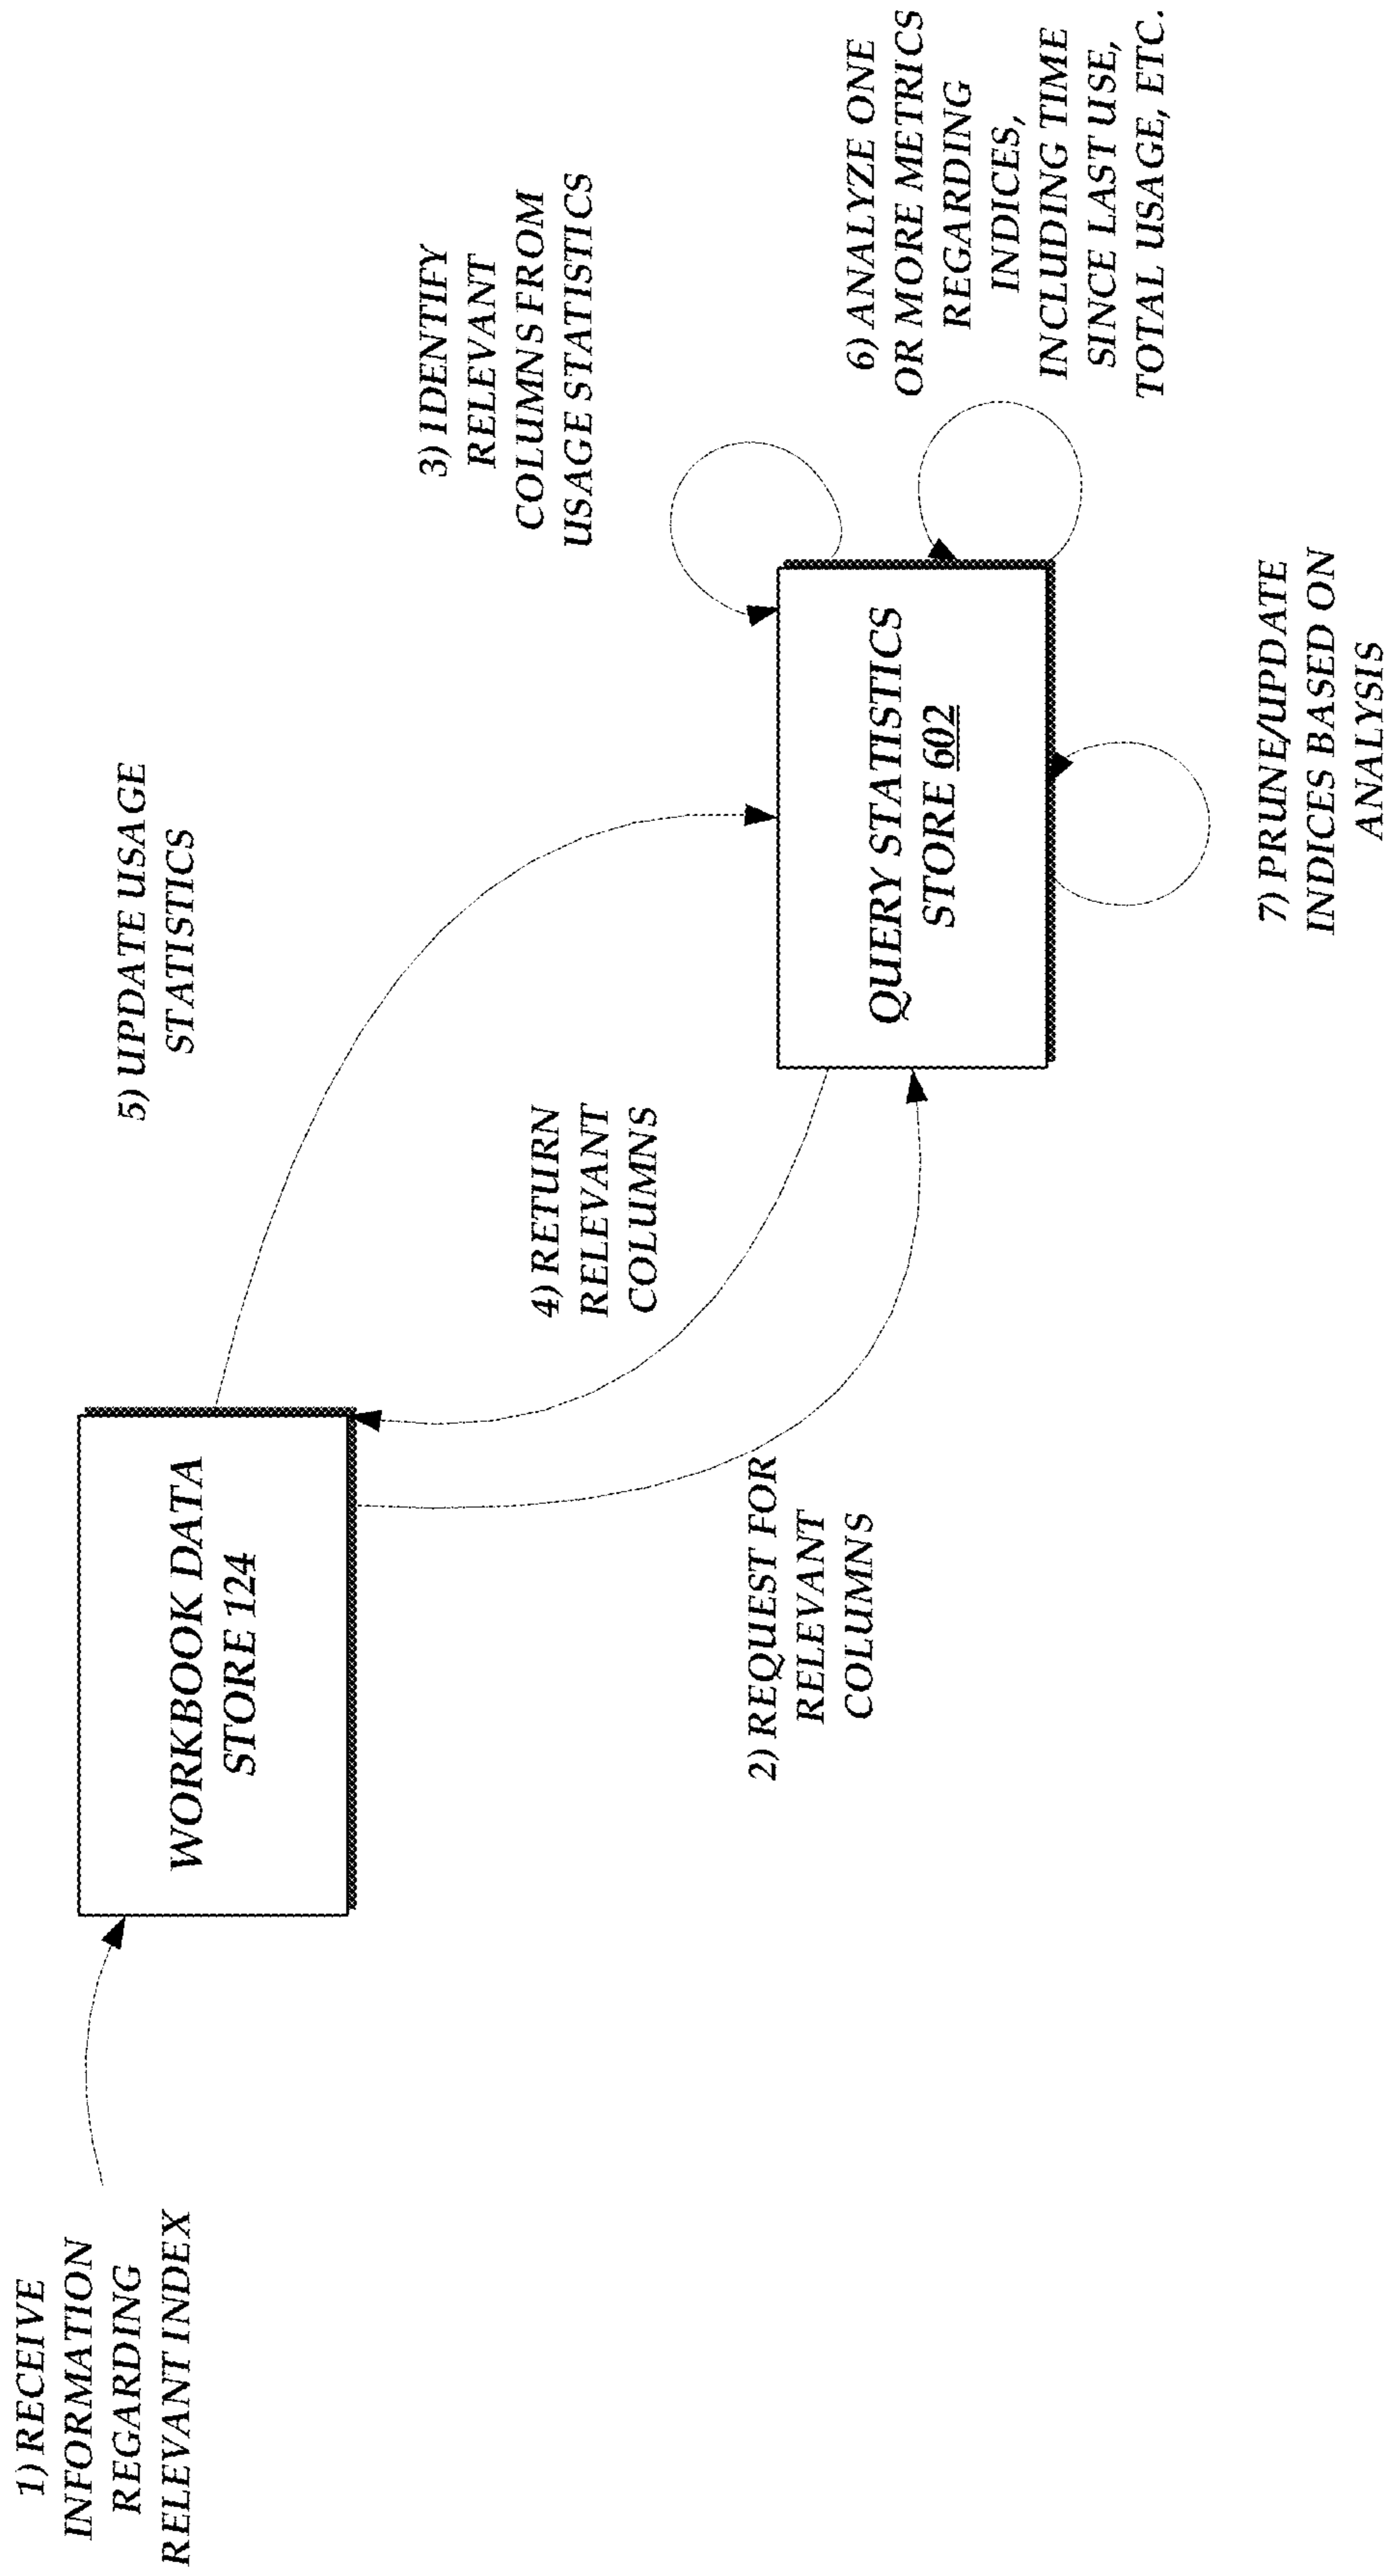 1) RECEIVE
INFORMATION
REGARDING
RELEVANT INDEX
WORKBOOK DATA
STORE 124
2) REQUEST FOR
RELEVANT
COLUMNS
3) IDENTIFY
RELEVANT
COLUMNS FROM
USAGE STATISTICS
4) RETURN
RELEVANT
COLUMNS
5) UPDATE USAGE
STATISTICS
QUERY STATISTICS
STORE 602
6) ANALYZE ONE
OR MORE METRICS
REGARDING
INDICES,
INCLUDING TIME
SINCE LAST USE,
TOTAL USAGE, ETC.
7) PRUNE/UPDATE
INDICES BASED ON
ANALYSIS